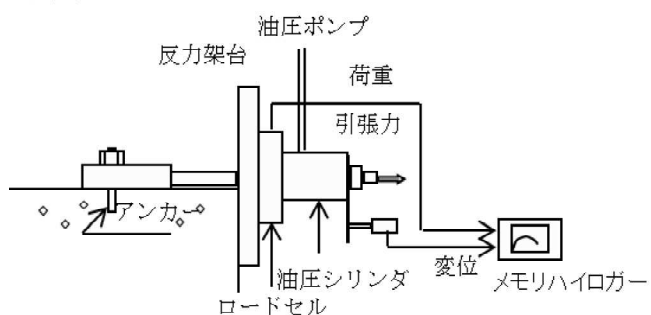 油圧ポンプ
反力架台
荷重
引張力
アンカー
油圧シリンダ
変位
メモリハイロガー
ロードセル